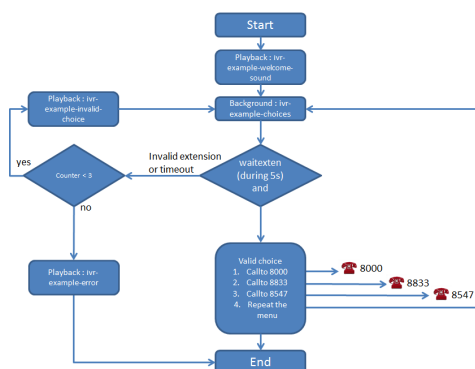 Start
Playback : ivr-
example-welcome-
sound
Playback : ivr-
example-invalid-
choice
Background : ivr-
example-choices
yes
Invalid extension
or timeout
Counter < 3
waitexten
(during 5s)
and
no
Valid choice
1. Callto 8000
2. Callto 8833
3. Callto 8547
4. Repeat the
menu
8000
8833
8547
Playback : ivr-
example-error
End